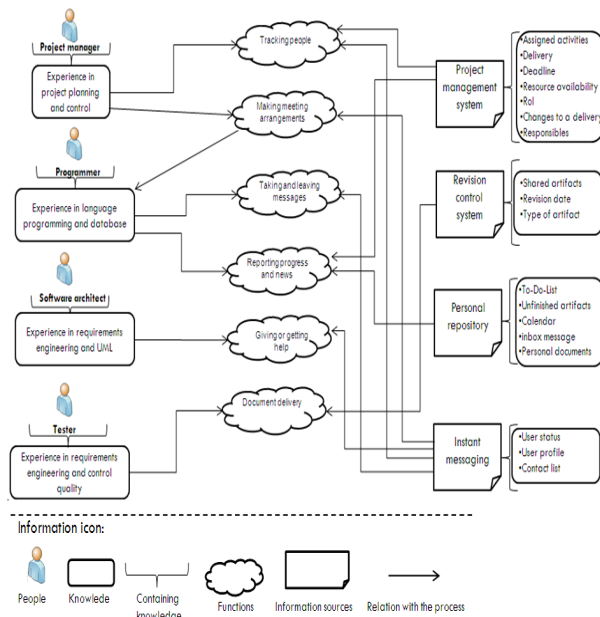 Project manager
Experience in
project planning
and control
Programmer
Experience in language
programming and database
Software architect
Experience in requirements
engineering and UML
Tester
Experience in requirements
engineering and control
quality
Tracking people
Making meeting
arrangements
Taking and leaving
messages
Reporting progress
and news
Giving or getting
help
Document delivery
Project
management
system
•Assigned activities
•Delivery
•Deadline
•Resource availability
•RoI
•Changes to a delivery
•Responsibles
Revision
control
system
•Shared artifacts
•Revision date
•Type of artifact
Personal
repository
•To-Do-List
•Unfinished artifacts
•Calendar
•Inbox message
•Personal documents
Instant
messaging
•User status
•User profile
•Contact list
Information icon:
People
Knowlede
Containing
knowledge
Functions
Information sources
Relation with the process